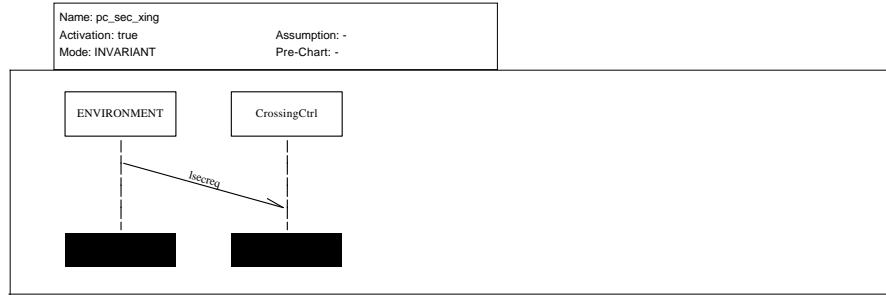 Name: pc_sec_xing
Activation: true Assumption: -
Mode: INVARIANT Pre-Chart: -
ENVIRONMENT CrossingCtrl
lsecreq